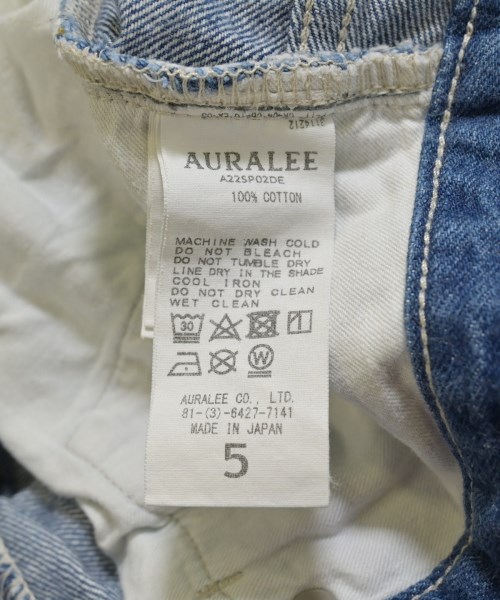 AURALEE
A22SP02DE
100% COTTON
MACHINE WASH COLD
DO NOT BLEACH
DO NOT TUMBLE DRY
LINE DRY IN THE SHADE
COOL IRON
DO NOT DRY CLEAN
WET CLEAN
30
W
AURALEE CO., LTD.
81-(3)-6427-7141
MADE IN JAPAN
5